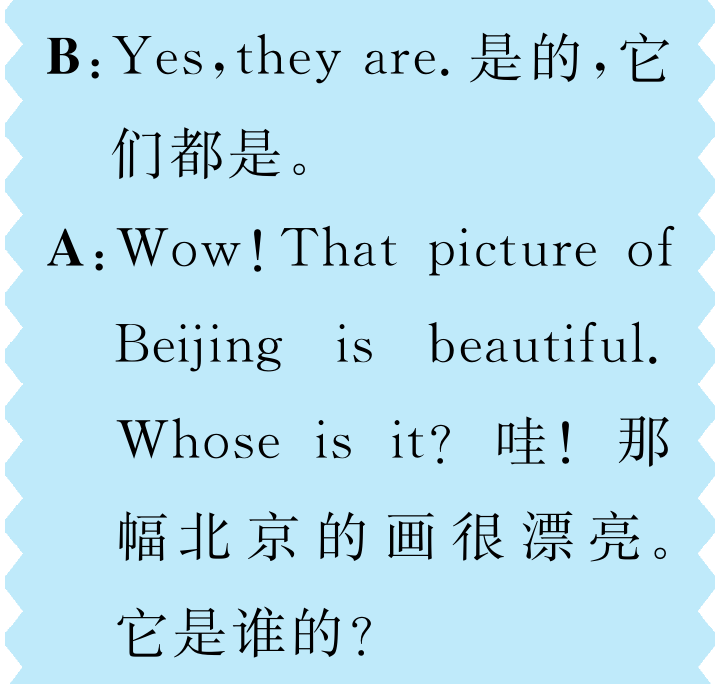 B:Yes,they are. 是的,它
们都是。
A:Wow!That picture of
Beijing is beautiful.
Whose is it? 哇! 那
幅北京的画很漂亮。
它是谁的?